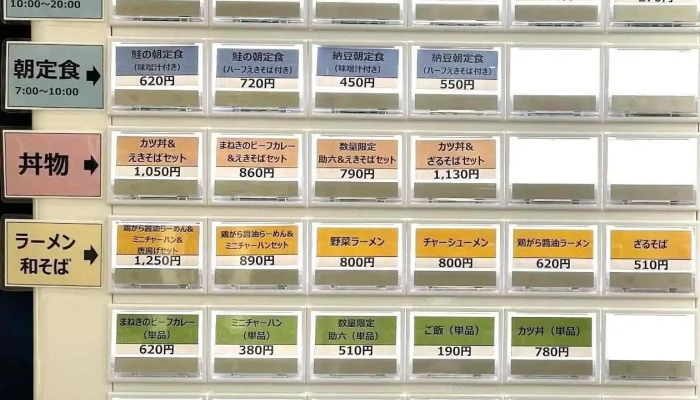 10:00〜20:00
朝定食
7:00〜10:00
鮭の朝定食
(味噌汁付き)
620円
鮭の朝定食
(ハーフえきそば付き)
720円
納豆朝定食
(味噌汁付き)
450円
納豆朝定食
(ハーフえきそば付き)
550円
丼物
カツ丼&
えきそばセット
1,050円
まねきのビーフカレー
&えきそばセット
860円
数量限定
助六&えきそばセット
790円
カツ丼&
ざるそばセット
1,130円
ラーメン
和そば
鶏がら醤油らーめん&
ミニチャーハン&
唐揚げセット
1,250円
鶏がら醤油らーめん&
ミニチャーハンセット
890円
野菜ラーメン
800円
チャーシューメン
800円
鶏がら醤油ラーメン
620円
ざるそば
510円
まねきのビーフカレー
(単品)
620円
ミニチャーハン
(単品)
380円
数量限定
助六(単品)
510円
ご飯(単品)
190円
カツ丼(単品)
780円